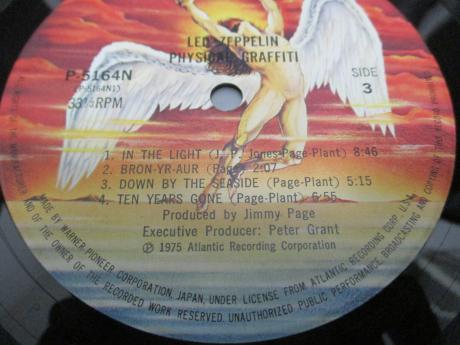 LED ZEPPELIN
PHYSICAL GRAFFITI
P-5164N
(P-5164N1)
33⅓RPM
SIDE
3
1. IN THE LIGHT (J. P. Jones-Page-Plant) 8:46
2. BRON-YR-AUR (Page) 2:07
3. DOWN BY THE SEASIDE (Page-Plant) 5:15
4. TEN YEARS GONE (Page-Plant) 6:55
Produced by Jimmy Page
Executive Producer: Peter Grant
℗ 1975 Atlantic Recording Corporation
MADE BY WARNER-PIONEER CORPORATION, JAPAN, UNDER LICENSE FROM ATLANTIC RECORDING CORP. U.S.A.
AND OF THE OWNER OF THE RECORDED WORK RESERVED. UNAUTHORIZED PUBLIC PERFORMANCE, BROADCASTING AND COPYING OF THIS